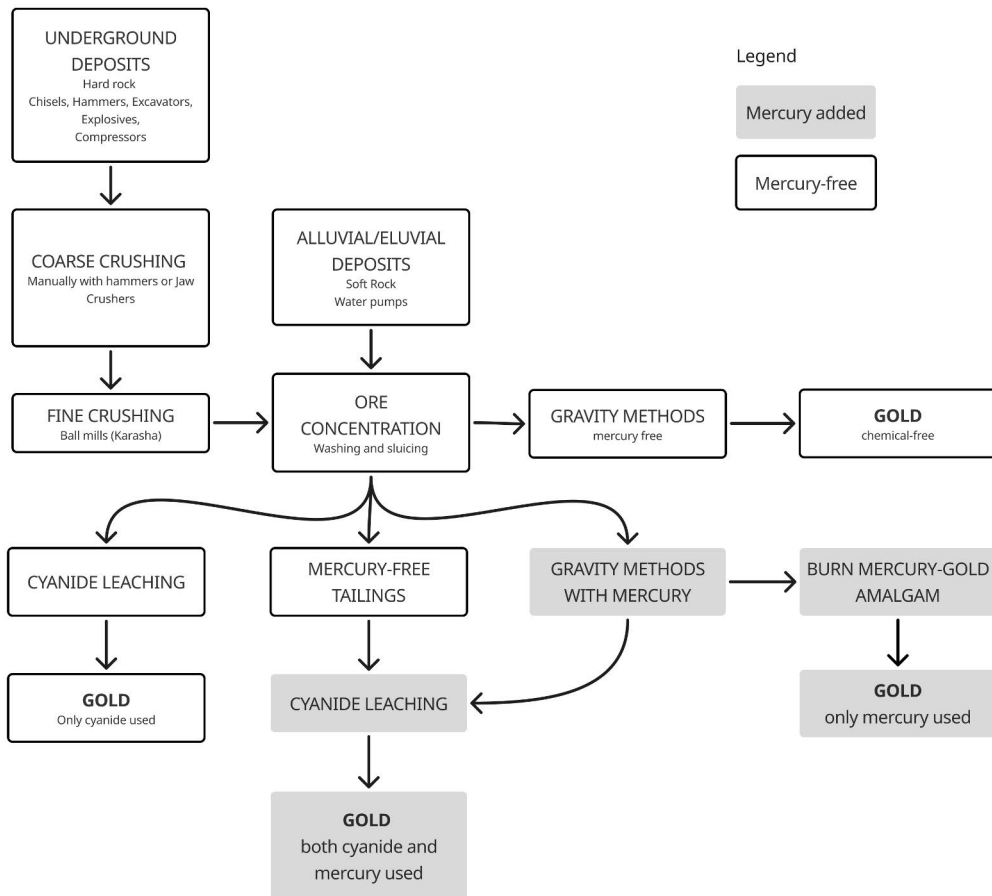 UNDERGROUND
DEPOSITS
Hard rock
Chisels, Hammers, Excavators,
Explosives,
Compressors
Legend
Mercury added
Mercury-free
COARSE CRUSHING
Manually with hammers or Jaw
Crushers
ALLUVIAL/ELUVIAL
DEPOSITS
Soft Rock
Water pumps
FINE CRUSHING
Ball mills (Karasha)
ORE
CONCENTRATION
Washing and sluicing
GRAVITY METHODS
mercury free
GOLD
chemical-free
CYANIDE LEACHING
MERCURY-FREE
TAILINGS
GRAVITY METHODS
WITH MERCURY
BURN MERCURY-GOLD
AMALGAM
GOLD
Only cyanide used
CYANIDE LEACHING
GOLD
only mercury used
GOLD
both cyanide and
mercury used